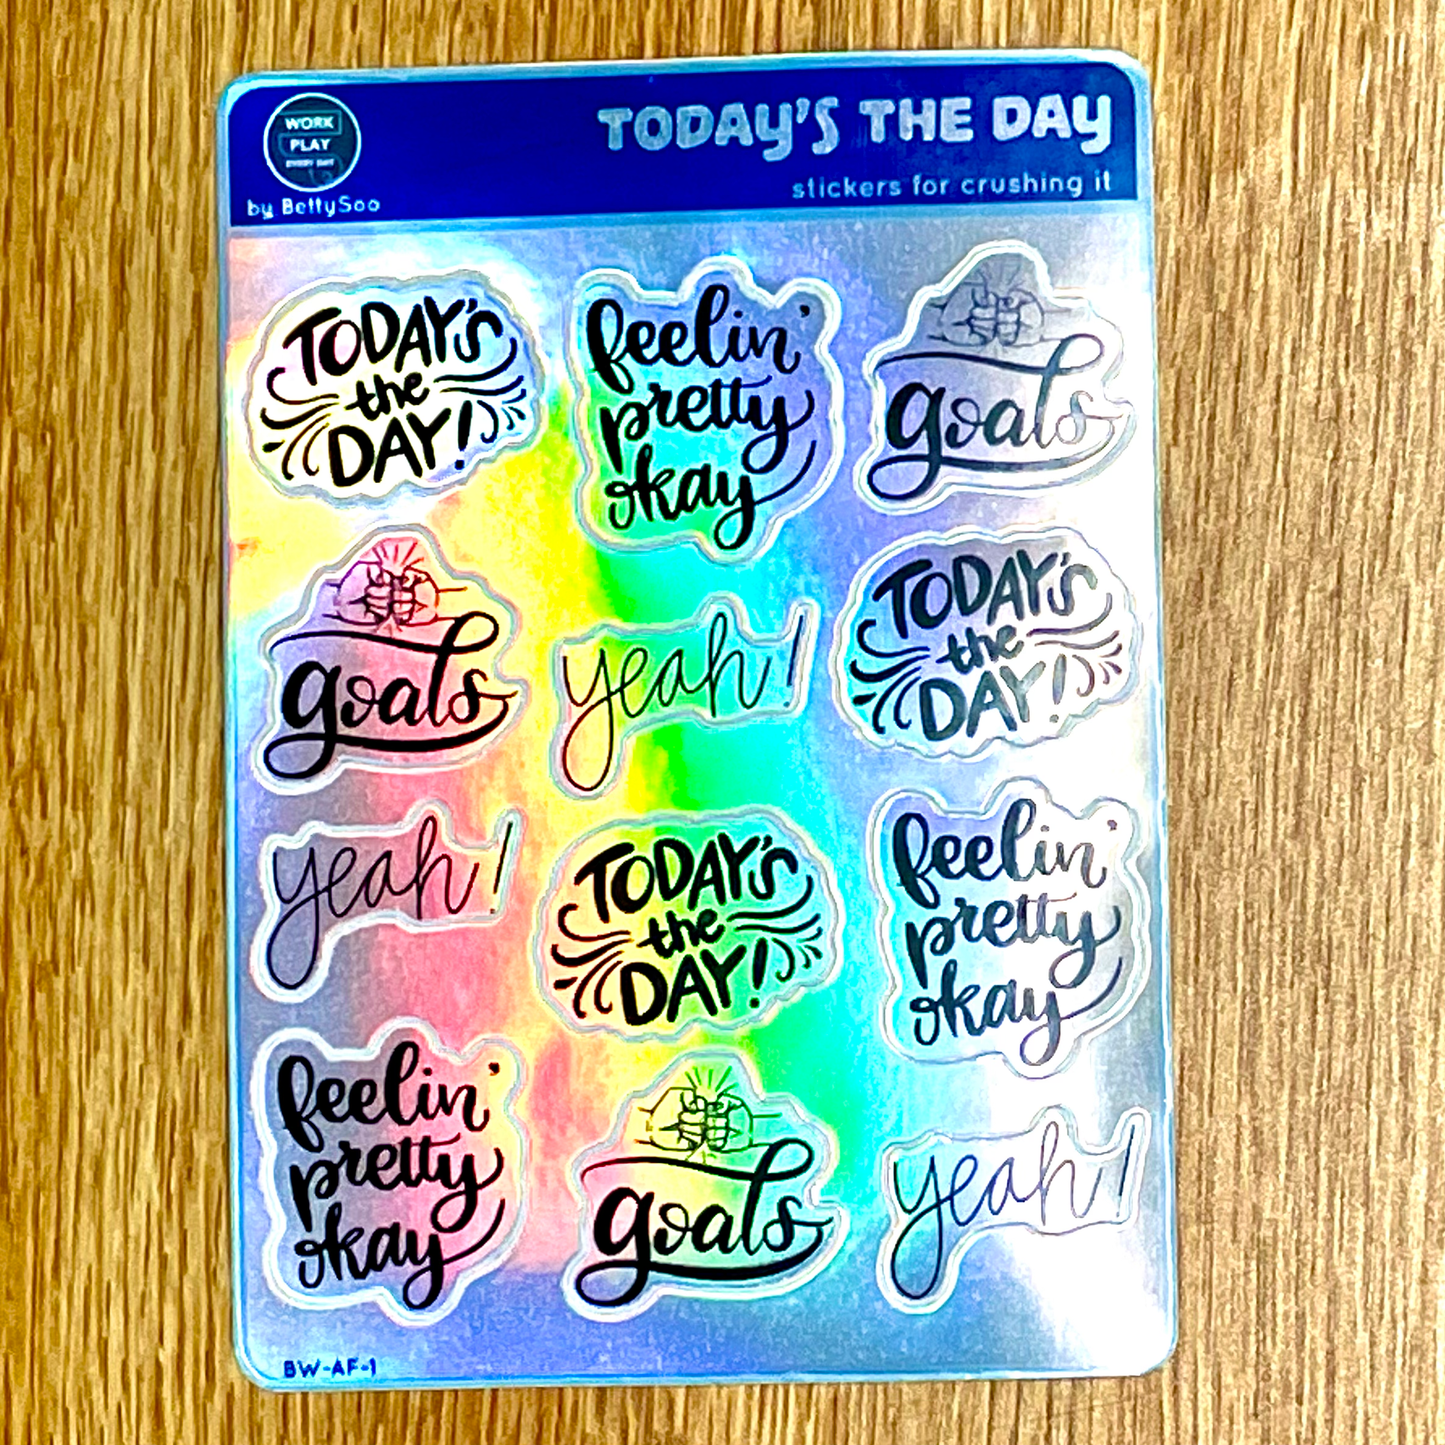 WORK
PLAY
EVERY DAY
by BettySoo
TODAY'S THE DAY
stickers for crushing it
TODAY'S
the
DAY!
feelin'
pretty
okay
goals
goals
yeah!
TODAY'S
the
DAY!
yeah!
TODAY'S
the
DAY!
feelin'
pretty
okay
feelin'
pretty
okay
goals
yeah!
BW-AF-1